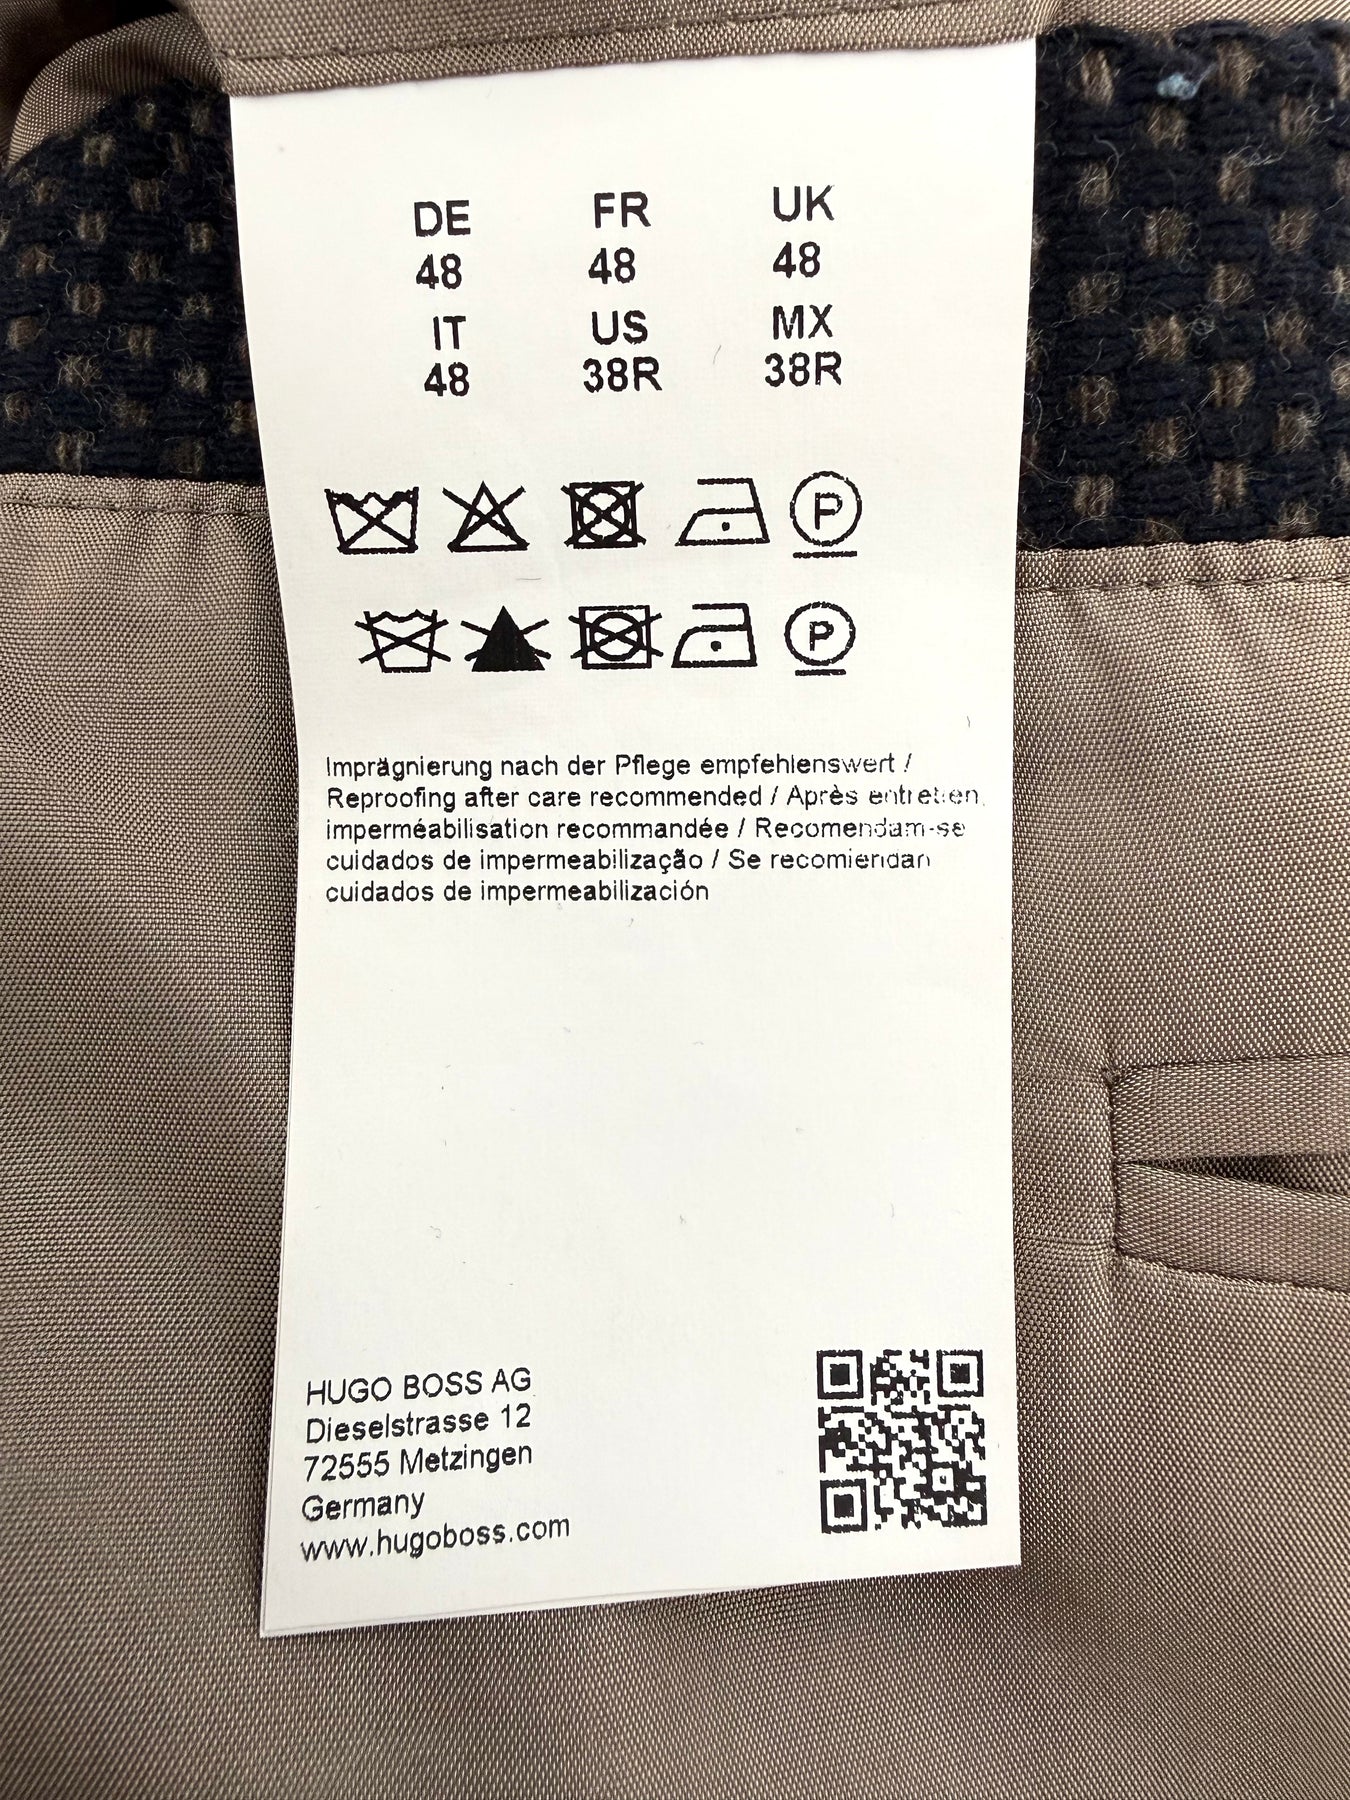 DE FR UK
48 48 48
IT US MX
48 38R 38R
P
P
Imprägnierung nach der Pflege empfehlenswert /
Reproofing after care recommended / Après entretien,
imperméabilisation recommandée / Recomendam-se
cuidados de impermeabilização / Se recomiendan
cuidados de impermeabilización
HUGO BOSS AG
Dieselstrasse 12
72555 Metzingen
Germany
www.hugoboss.com